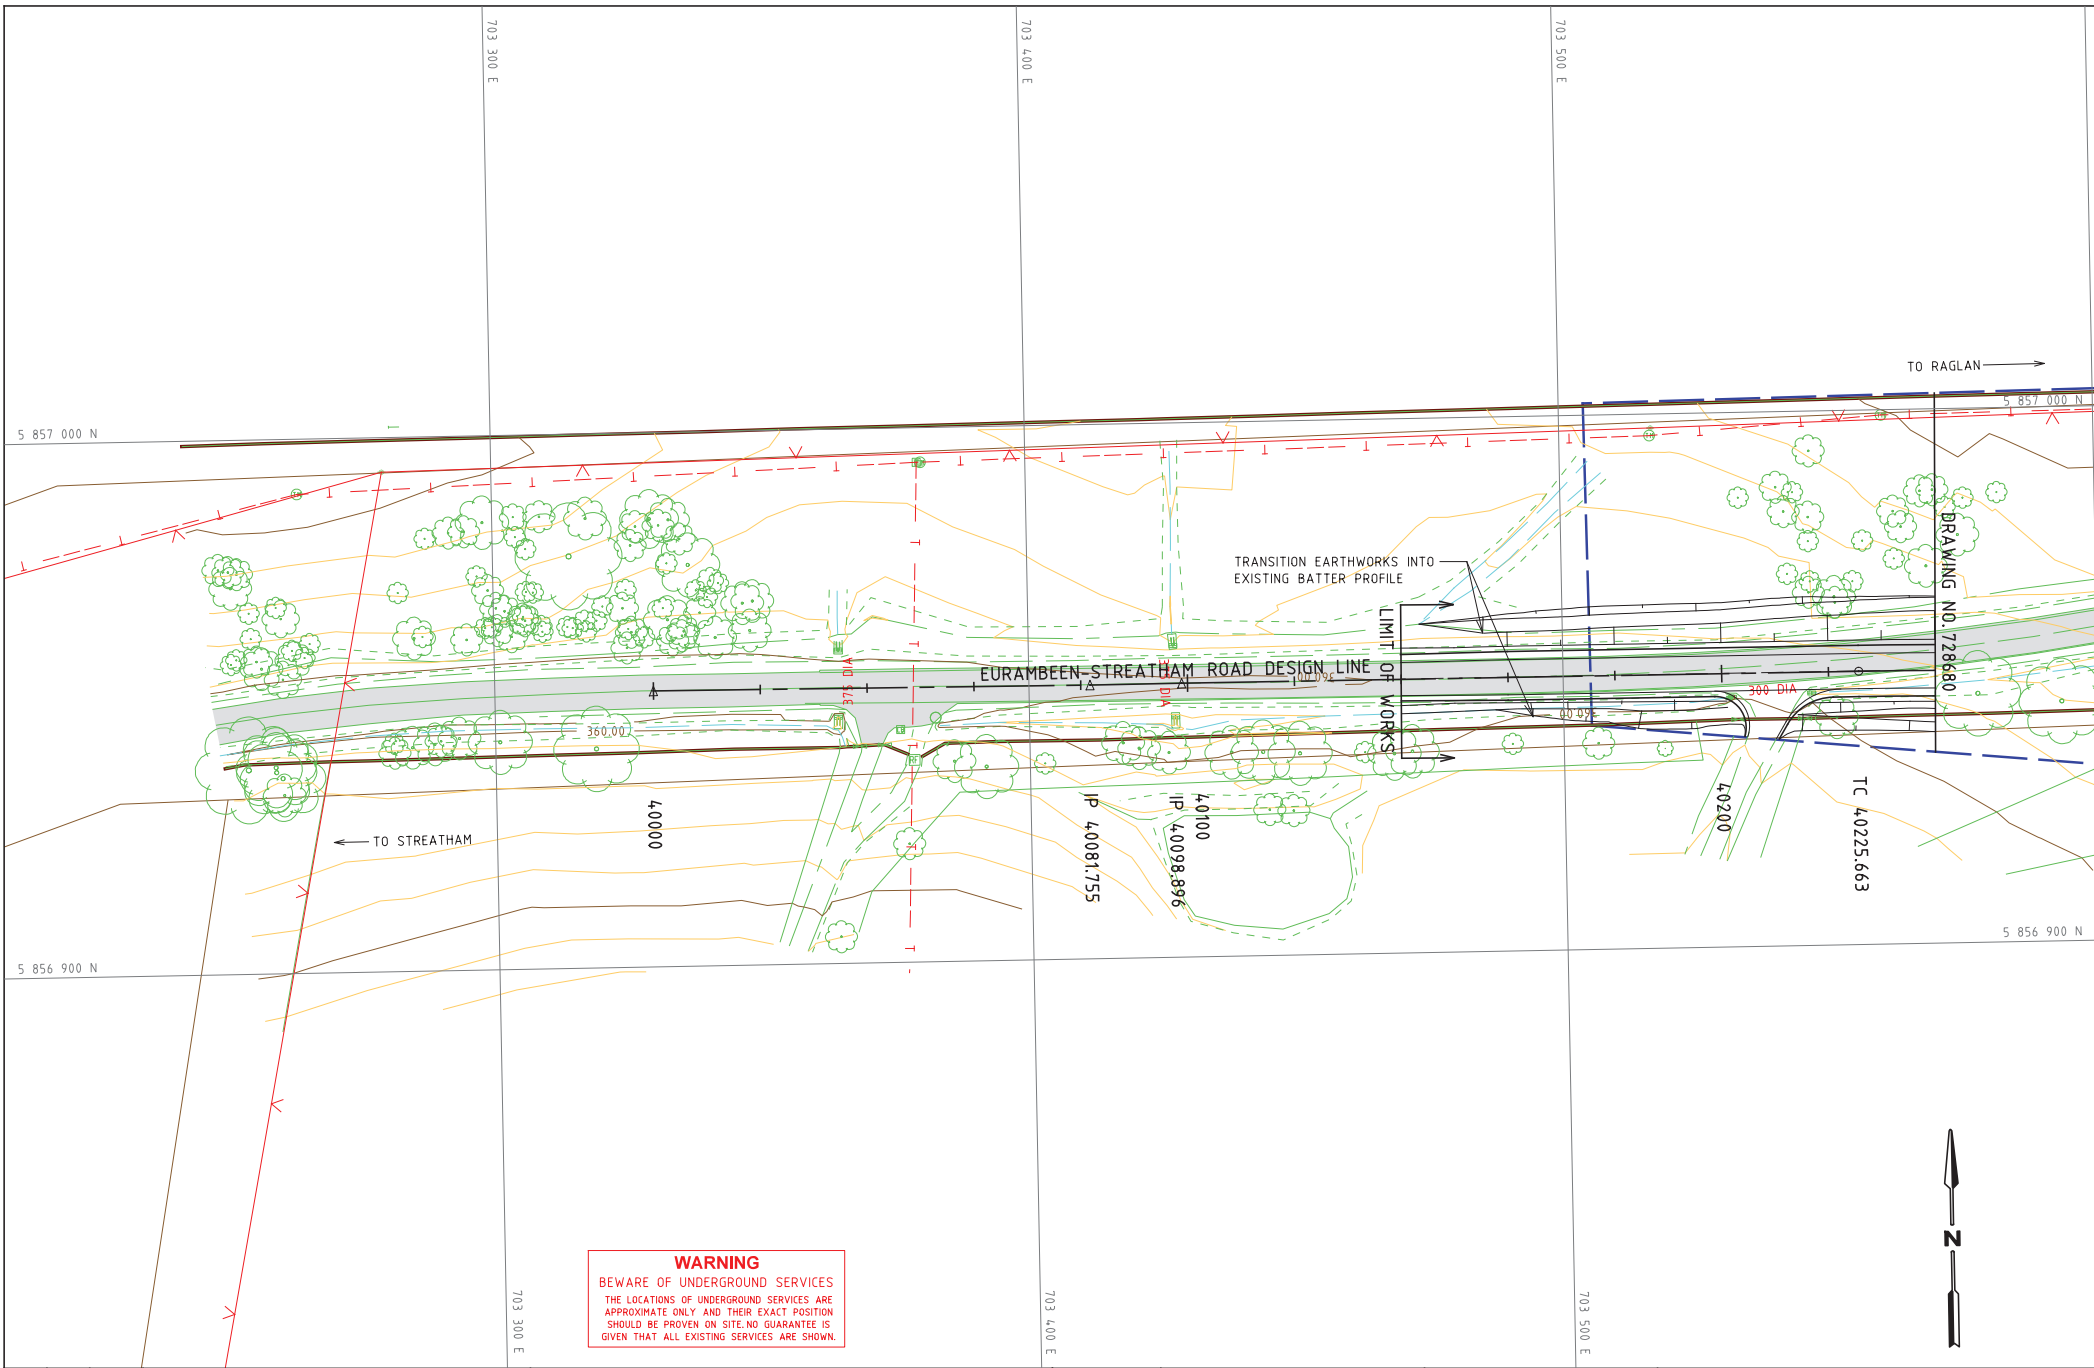 703 300 E
703 400 E
703 500 E
TO RAGLAN
5 857 000 N
5 857 000 N
TRANSITION EARTHWORKS INTO
EXISTING BATTER PROFILE
LIMIT OF WORKS
DRAWING NO. 728680
EURAMBEEN-STREATHAM ROAD DESIGN LINE
360.00
375 DIA
300 DIA
360.00
360.00
TO STREATHAM
40000
IP 40081.755
IP 40098.896
40100
40200
TC 40225.663
5 856 900 N
5 856 900 N
N
WARNING
BEWARE OF UNDERGROUND SERVICES
THE LOCATIONS OF UNDERGROUND SERVICES ARE
APPROXIMATE ONLY AND THEIR EXACT POSITION
SHOULD BE PROVEN ON SITE. NO GUARANTEE IS
GIVEN THAT ALL EXISTING SERVICES ARE SHOWN.
703 300 E
703 400 E
703 500 E